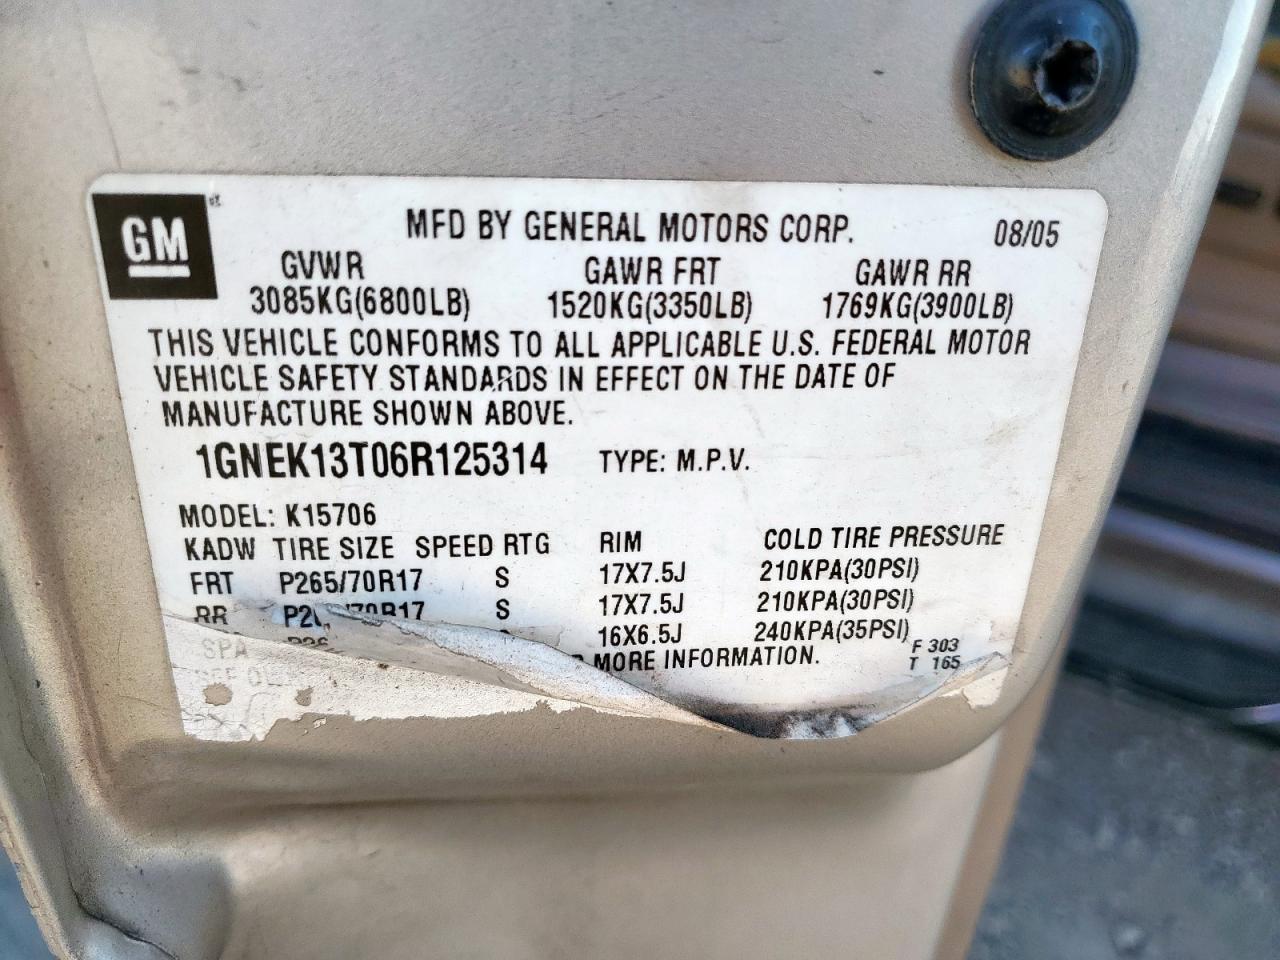 GM
MFD BY GENERAL MOTORS CORP. 08/05
GVWR GAWR FRT GAWR RR
3085KG(6800LB) 1520KG(3350LB) 1769KG(3900LB)
THIS VEHICLE CONFORMS TO ALL APPLICABLE U.S. FEDERAL MOTOR
VEHICLE SAFETY STANDARDS IN EFFECT ON THE DATE OF
MANUFACTURE SHOWN ABOVE.
1GNEK13T06R125314 TYPE: M.P.V.
MODEL: K15706
KADW TIRE SIZE SPEED RTG RIM COLD TIRE PRESSURE
FRT P265/70R17 S 17X7.5J 210KPA(30PSI)
RR S 17X7.5J 210KPA(30PSI)
16X6.5J 240KPA(35PSI)
MORE INFORMATION. F 303
T 165